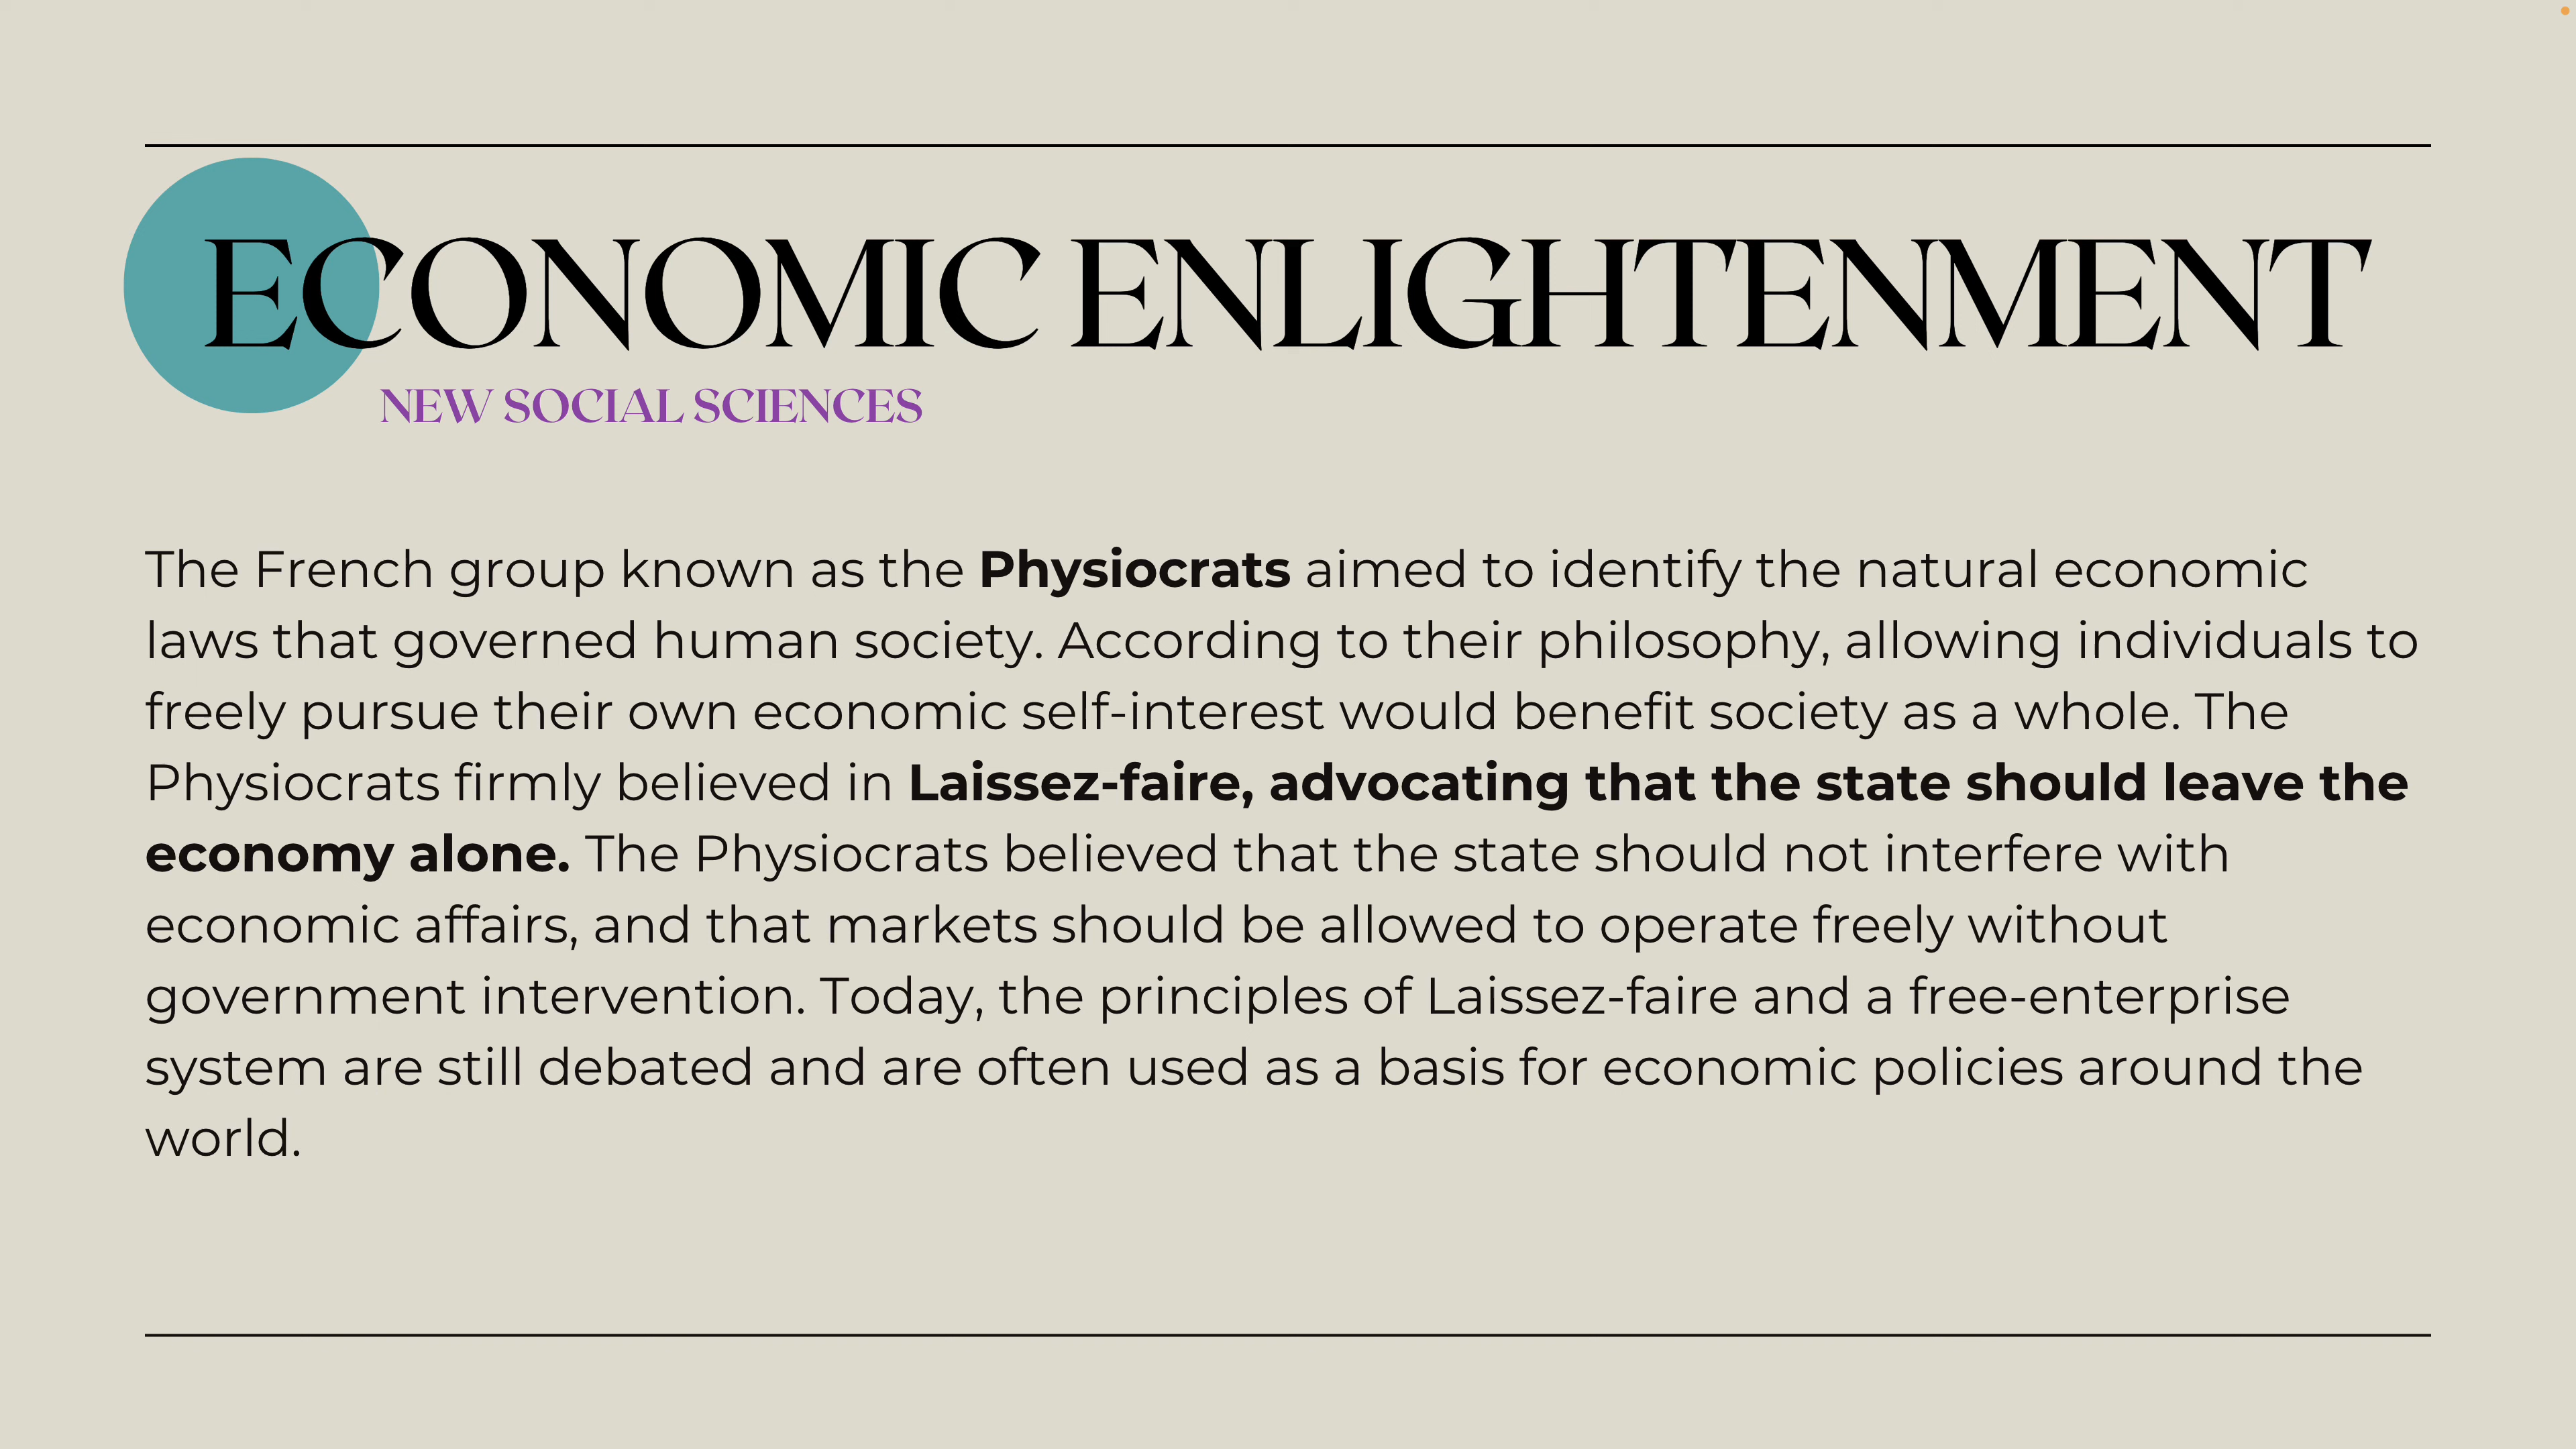 ECONOMIC ENLIGHTENMENT
NEW SOCIAL SCIENCES
The French group known as the Physiocrats aimed to identify the natural economic
laws that governed human society. According to their philosophy, allowing individuals to
freely pursue their own economic self-interest would benefit society as a whole. The
Physiocrats firmly believed in Laissez-faire, advocating that the state should leave the
economy alone. The Physiocrats believed that the state should not interfere with
economic affairs, and that markets should be allowed to operate freely without
government intervention. Today, the principles of Laissez-faire and a free-enterprise
system are still debated and are often used as a basis for economic policies around the
world.